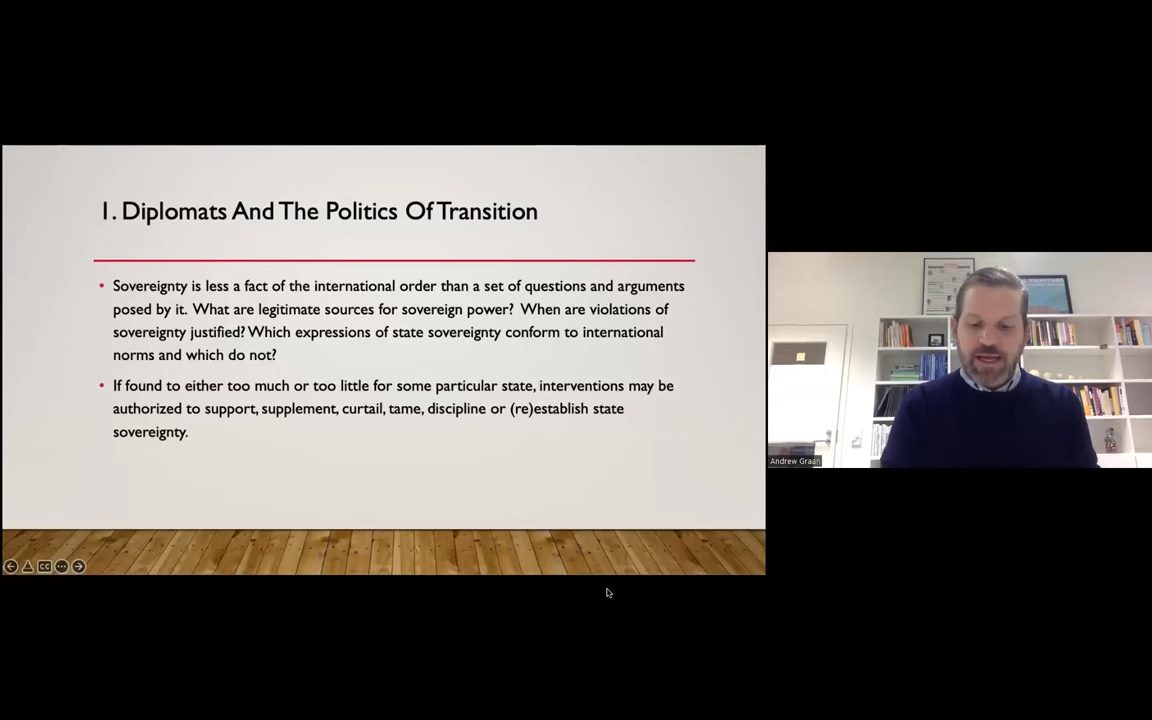 1. Diplomats And The Politics Of Transition
• Sovereignty is less a fact of the international order than a set of questions and arguments
posed by it. What are legitimate sources for sovereign power? When are violations of
sovereignty justified? Which expressions of state sovereignty conform to international
norms and which do not?
• If found to either too much or too little for some particular state, interventions may be
authorized to support, supplement, curtail, tame, discipline or (re)establish state
sovereignty.
CC
Andrew Graan